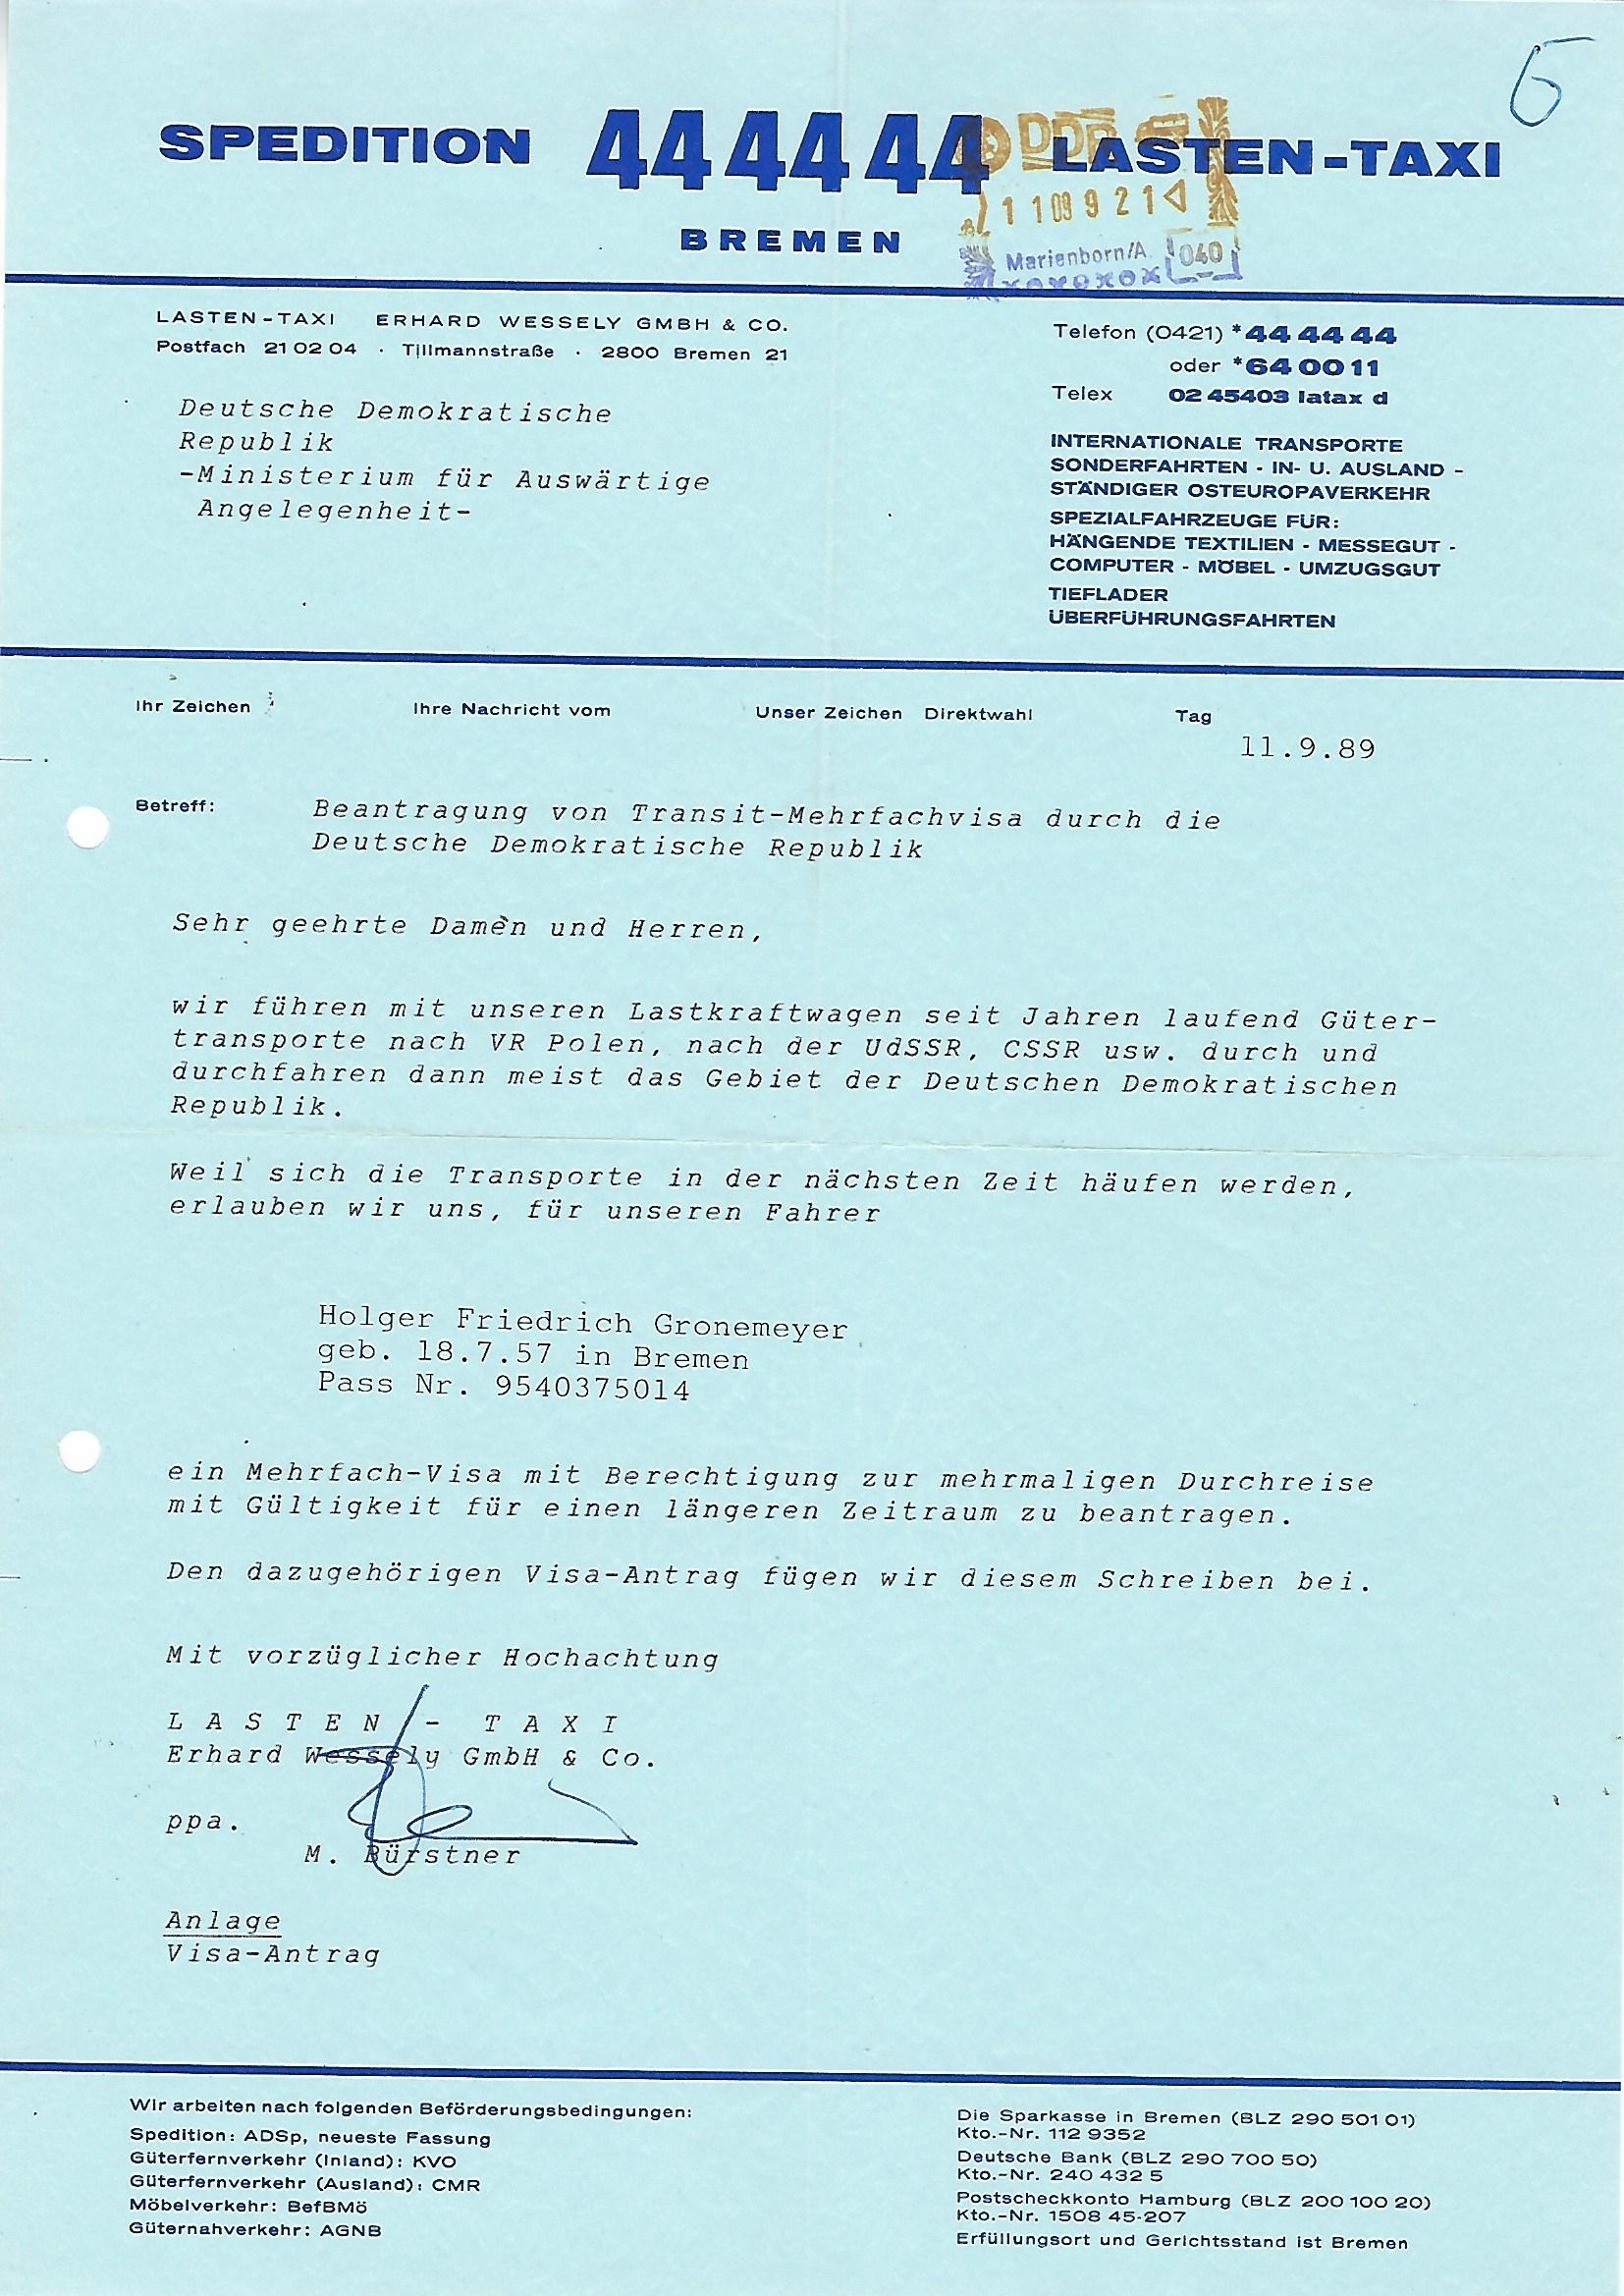 5
SPEDITION 44 44 44 LASTEN-TAXI
BREMEN
DDR
11 09 9 21
Marienborn/A. 040
LASTEN-TAXI ERHARD WESSELY GMBH & CO.
Postfach 21 02 04 · Tillmannstraße · 2800 Bremen 21
Deutsche Demokratische
Republik
-Ministerium für Auswärtige
Angelegenheit-
Telefon (0421) *44 44 44
oder *64 00 11
Telex 02 45403 latax d
INTERNATIONALE TRANSPORTE
SONDERFAHRTEN - IN- U. AUSLAND -
STÄNDIGER OSTEUROPAVERKEHR
SPEZIALFAHRZEUGE FÜR:
HÄNGENDE TEXTILIEN - MESSEGUT -
COMPUTER - MÖBEL - UMZUGSGUT
TIEFLADER
ÜBERFÜHRUNGSFAHRTEN
Ihr Zeichen Ihre Nachricht vom Unser Zeichen Direktwahl Tag
11.9.89
Betreff: Beantragung von Transit-Mehrfachvisa durch die
Deutsche Demokratische Republik
Sehr geehrte Damen und Herren,
wir führen mit unseren Lastkraftwagen seit Jahren laufend Güter-
transporte nach VR Polen, nach der UdSSR, CSSR usw. durch und
durchfahren dann meist das Gebiet der Deutschen Demokratischen
Republik.
Weil sich die Transporte in der nächsten Zeit häufen werden,
erlauben wir uns, für unseren Fahrer
Holger Friedrich Gronemeyer
geb. 18.7.57 in Bremen
Pass Nr. 9540375014
ein Mehrfach-Visa mit Berechtigung zur mehrmaligen Durchreise
mit Gültigkeit für einen längeren Zeitraum zu beantragen.
Den dazugehörigen Visa-Antrag fügen wir diesem Schreiben bei.
Mit vorzüglicher Hochachtung
L A S T E N - T A X I
Erhard Wessely GmbH & Co.
ppa.
M. Bürstner
Anlage
Visa-Antrag
Wir arbeiten nach folgenden Beförderungsbedingungen:
Spedition: ADSp, neueste Fassung
Güterfernverkehr (Inland): KVO
Güterfernverkehr (Ausland): CMR
Möbelverkehr: BefBMö
Güternahverkehr: AGNB
Die Sparkasse in Bremen (BLZ 290 501 01)
Kto.-Nr. 112 9352
Deutsche Bank (BLZ 290 700 50)
Kto.-Nr. 240 432 5
Postscheckkonto Hamburg (BLZ 200 100 20)
Kto.-Nr. 1508 45-207
Erfüllungsort und Gerichtsstand ist Bremen